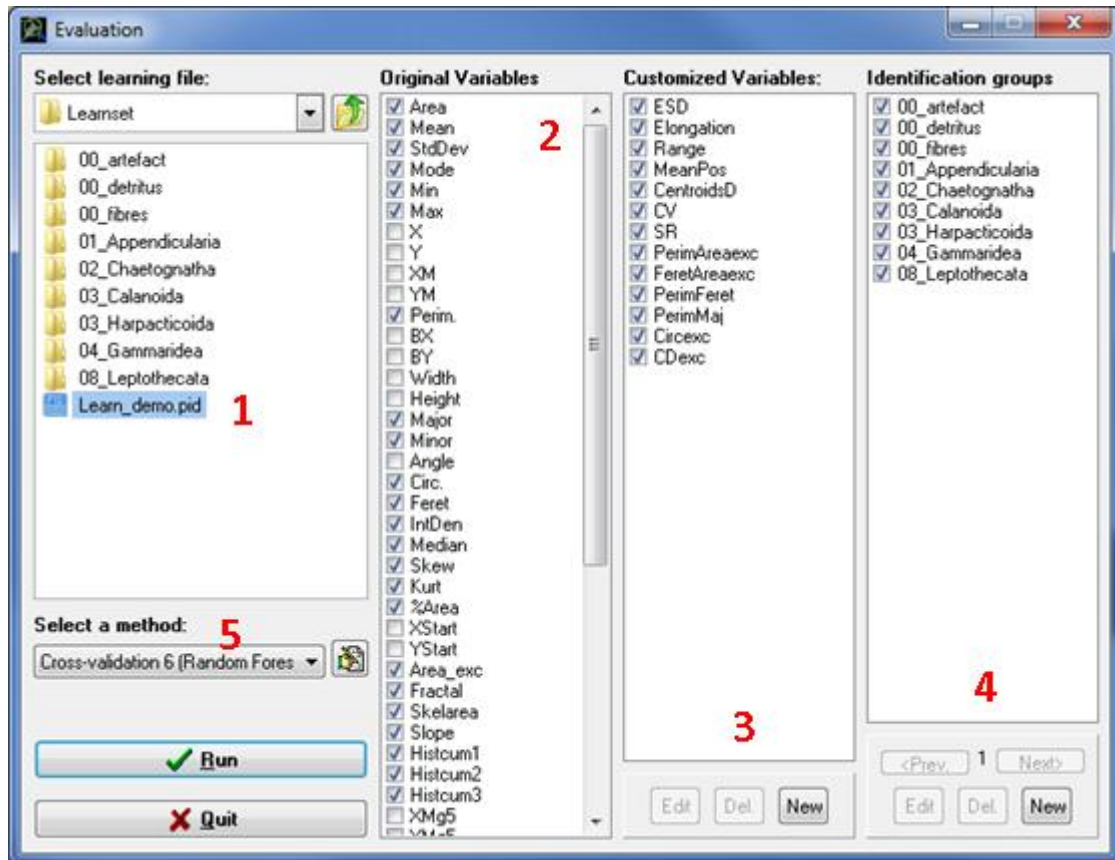 Evaluation
Select learning file:
Learnset
00_artefact
00_detritus
00_fibres
01_Appendicularia
02_Chaetognatha
03_Calanoida
03_Harpacticoida
04_Gammaridea
08_Leptothecata
Learn_demo.pid
1
Select a method:
5
Cross-validation 6 (Random Fores
Run
Quit
Original Variables
2
Area
Mean
StdDev
Mode
Min
Max
X
Y
XM
YM
Perim.
BX
BY
Width
Height
Major
Minor
Angle
Circ.
Feret
IntDen
Median
Skew
Kurt
%Area
XStart
YStart
Area_exc
Fractal
Skelarea
Slope
Histcum1
Histcum2
Histcum3
XMg5
Customized Variables:
ESD
Elongation
Range
MeanPos
CentroidsD
CV
SR
PerimAreaexc
FeretAreaexc
PerimFeret
PerimMaj
Circexc
CDexc
3
Edit Del. New
Identification groups
00_artefact
00_detritus
00_fibres
01_Appendicularia
02_Chaetognatha
03_Calanoida
03_Harpacticoida
04_Gammaridea
08_Leptothecata
4
<Prev. 1 Next>
Edit Del. New